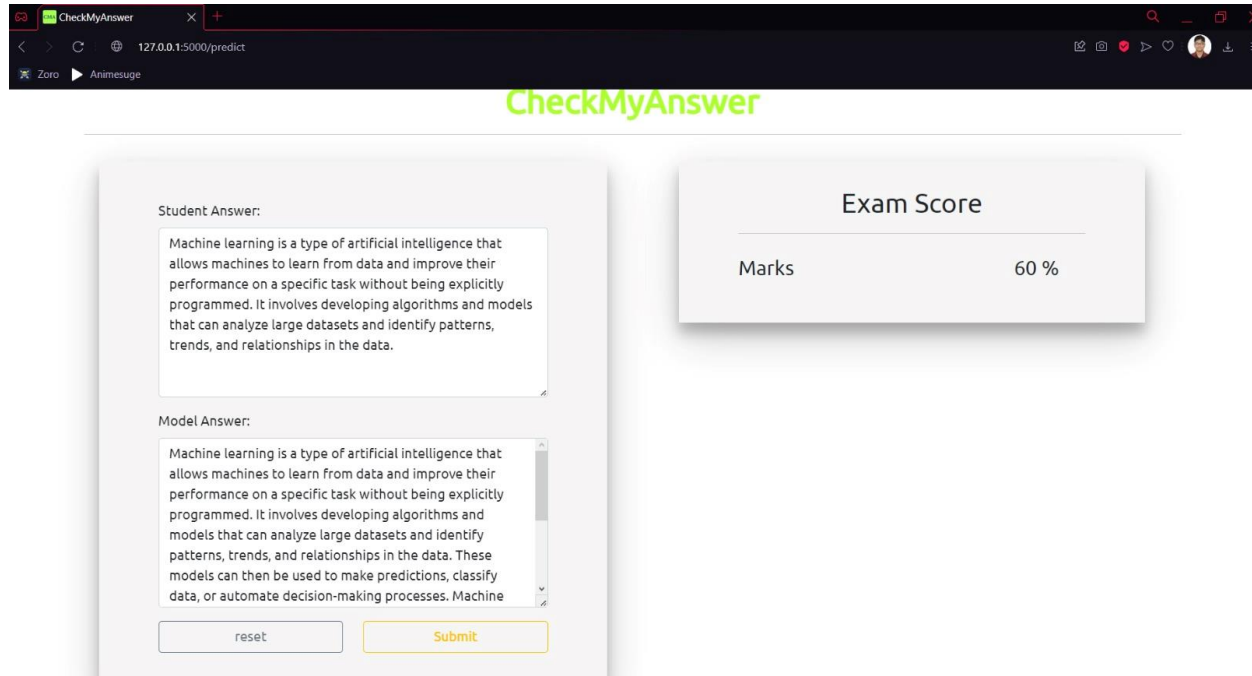 CMA CheckMyAnswer
127.0.0.1:5000/predict
Zoro Animesuge
CheckMyAnswer
Student Answer:
Machine learning is a type of artificial intelligence that
allows machines to learn from data and improve their
performance on a specific task without being explicitly
programmed. It involves developing algorithms and models
that can analyze large datasets and identify patterns,
trends, and relationships in the data.
Model Answer:
Machine learning is a type of artificial intelligence that
allows machines to learn from data and improve their
performance on a specific task without being explicitly
programmed. It involves developing algorithms and
models that can analyze large datasets and identify
patterns, trends, and relationships in the data. These
models can then be used to make predictions, classify
data, or automate decision-making processes. Machine
reset Submit
Exam Score
Marks 60 %